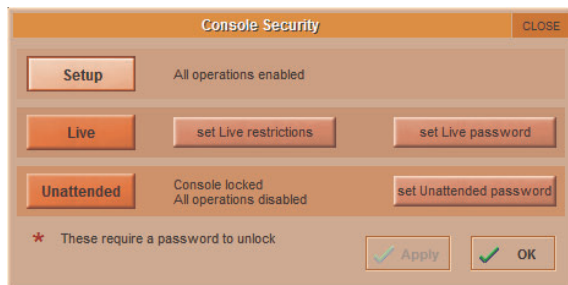 Console Security
CLOSE
Setup
All operations enabled
Live
set Live restrictions
set Live password
Unattended
Console locked
All operations disabled
set Unattended password
* These require a password to unlock
Apply
OK